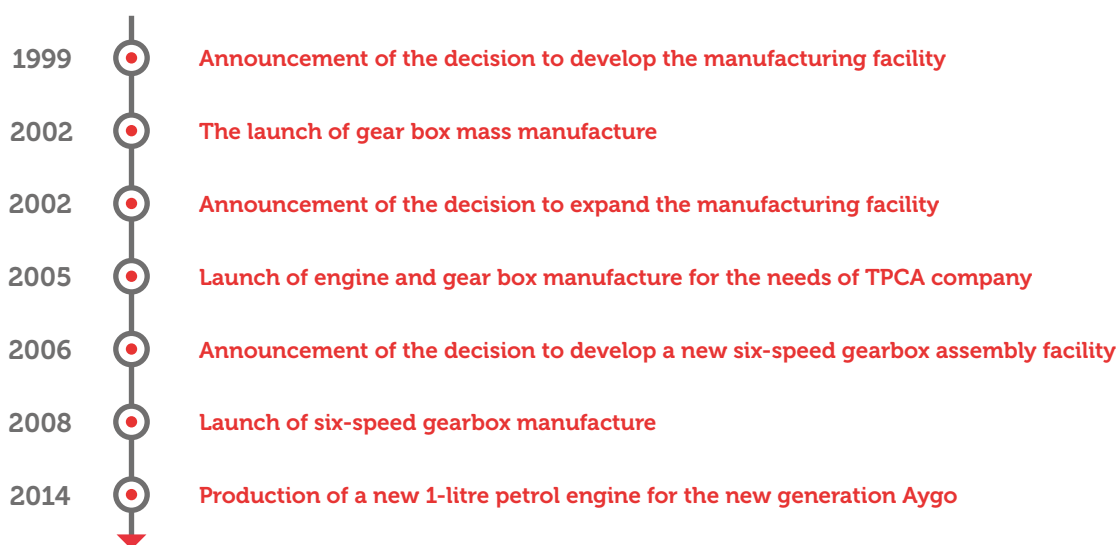 1999 Announcement of the decision to develop the manufacturing facility
2002 The launch of gear box mass manufacture
2002 Announcement of the decision to expand the manufacturing facility
2005 Launch of engine and gear box manufacture for the needs of TPCA company
2006 Announcement of the decision to develop a new six-speed gearbox assembly facility
2008 Launch of six-speed gearbox manufacture
2014 Production of a new 1-litre petrol engine for the new generation Aygo